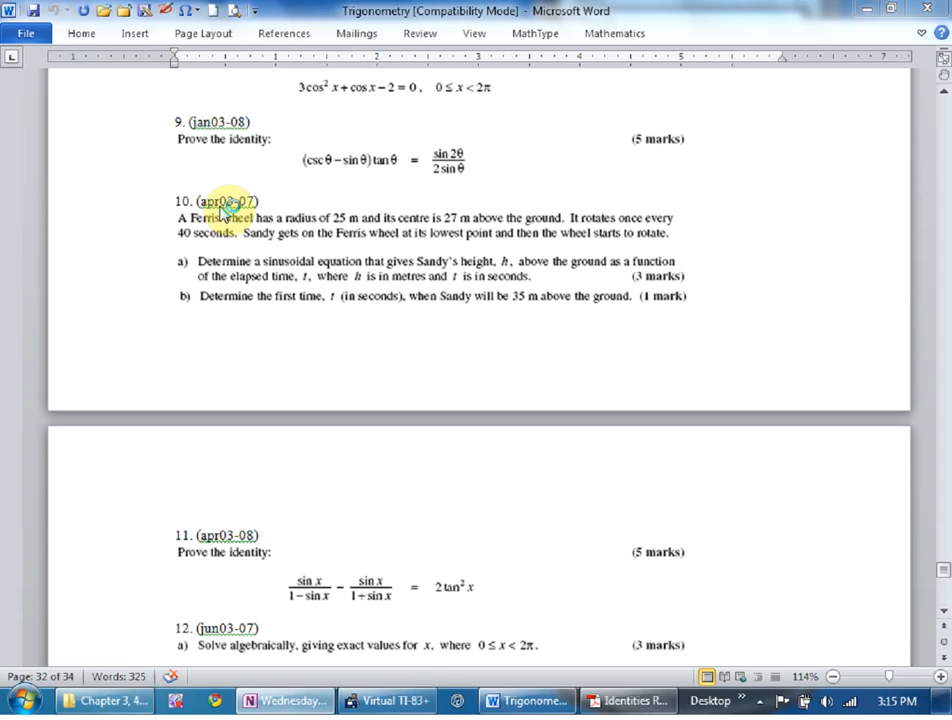 Trigonometry [Compatibility Mode] - Microsoft Word
File Home Insert Page Layout References Mailings Review View MathType Mathematics
1 1 2 3 4 5 7
3cos² x + cos x − 2 = 0, 0 ≤ x < 2π
9. (jan03-08)
Prove the identity: (5 marks)
(csc θ − sin θ) tan θ = sin 2θ / 2 sin θ
10. (apr03-07)
A Ferris wheel has a radius of 25 m and its centre is 27 m above the ground. It rotates once every
40 seconds. Sandy gets on the Ferris wheel at its lowest point and then the wheel starts to rotate.
a) Determine a sinusoidal equation that gives Sandy's height, h, above the ground as a function
of the elapsed time, t, where h is in metres and t is in seconds. (3 marks)
b) Determine the first time, t (in seconds), when Sandy will be 35 m above the ground. (1 mark)
11. (apr03-08)
Prove the identity: (5 marks)
sin x / 1 − sin x − sin x / 1 + sin x = 2 tan² x
12. (jun03-07)
a) Solve algebraically, giving exact values for x, where 0 ≤ x < 2π. (3 marks)
Page: 32 of 34 Words: 325 114%
Chapter 3, 4... Wednesday... Virtual TI-83+ Trigonome... Identities R... Desktop 3:15 PM